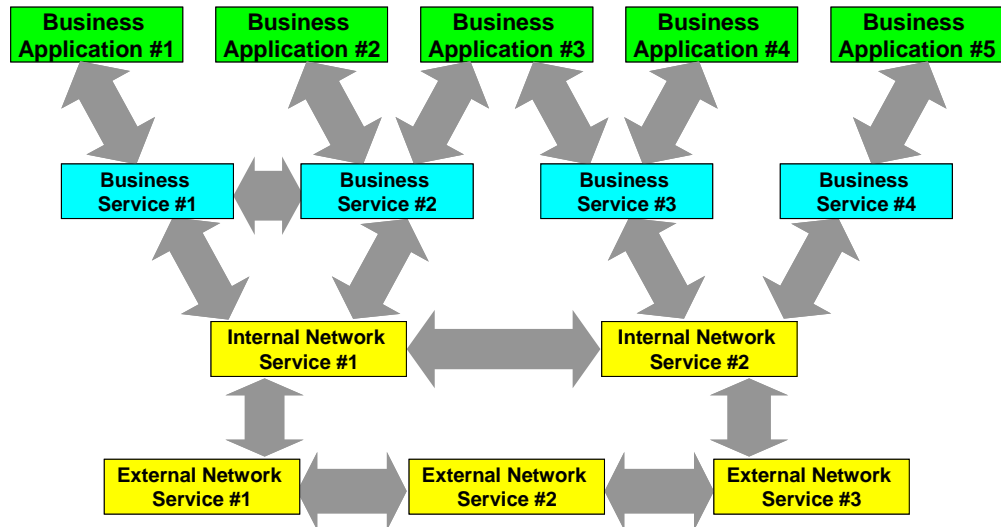 Business
Application #1
Business
Application #2
Business
Application #3
Business
Application #4
Business
Application #5
Business
Service #1
Business
Service #2
Business
Service #3
Business
Service #4
Internal Network
Service #1
Internal Network
Service #2
External Network
Service #1
External Network
Service #2
External Network
Service #3